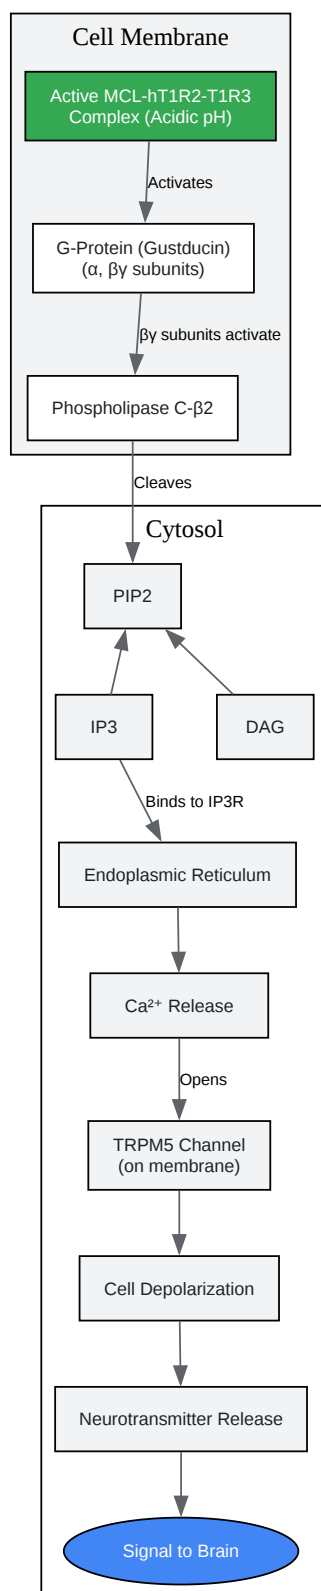 Cell Membrane
Active MCL-hT1R2-T1R3
Complex (Acidic pH)
Activates
G-Protein (Gustducin)
(α, βγ subunits)
βγ subunits activate
Phospholipase C-β2
Cleaves
Cytosol
PIP2
IP3
DAG
Binds to IP3R
Endoplasmic Reticulum
Ca²⁺ Release
Opens
TRPM5 Channel
(on membrane)
Cell Depolarization
Neurotransmitter Release
Signal to Brain